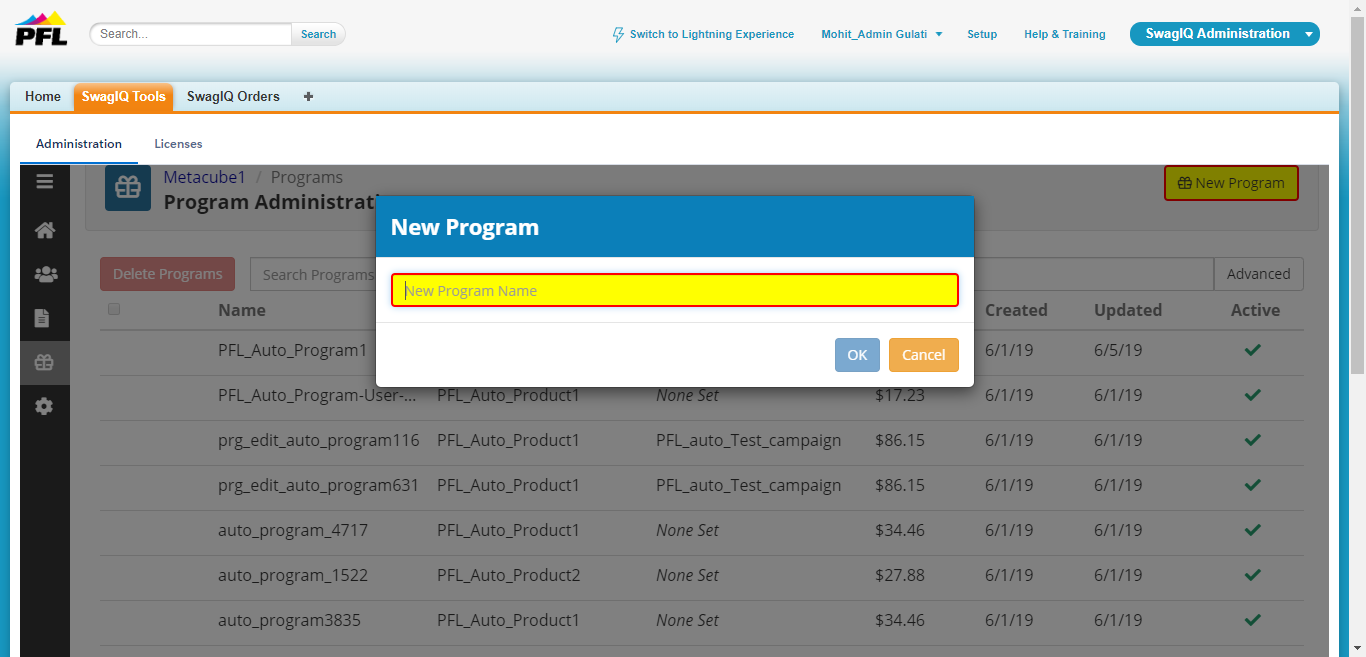 PFL
Search...
Search
Switch to Lightning Experience
Mohit_Admin Gulati
Setup
Help & Training
SwagIQ Administration
Home
SwagIQ Tools
SwagIQ Orders
+
Administration
Licenses
Metacube1 / Programs
Program Administrati
New Program
New Program
Delete Programs
Search Programs
Advanced
New Program Name
OK
Cancel
Name Created Updated Active
PFL_Auto_Program1 6/1/19 6/5/19
PFL_Auto_Program-User-... PFL_Auto_Product1 None Set $17.23 6/1/19 6/1/19
prg_edit_auto_program116 PFL_Auto_Product1 PFL_auto_Test_campaign $86.15 6/1/19 6/1/19
prg_edit_auto_program631 PFL_Auto_Product1 PFL_auto_Test_campaign $86.15 6/1/19 6/1/19
auto_program_4717 PFL_Auto_Product1 None Set $34.46 6/1/19 6/1/19
auto_program_1522 PFL_Auto_Product2 None Set $27.88 6/1/19 6/1/19
auto_program3835 PFL_Auto_Product1 None Set $34.46 6/1/19 6/1/19